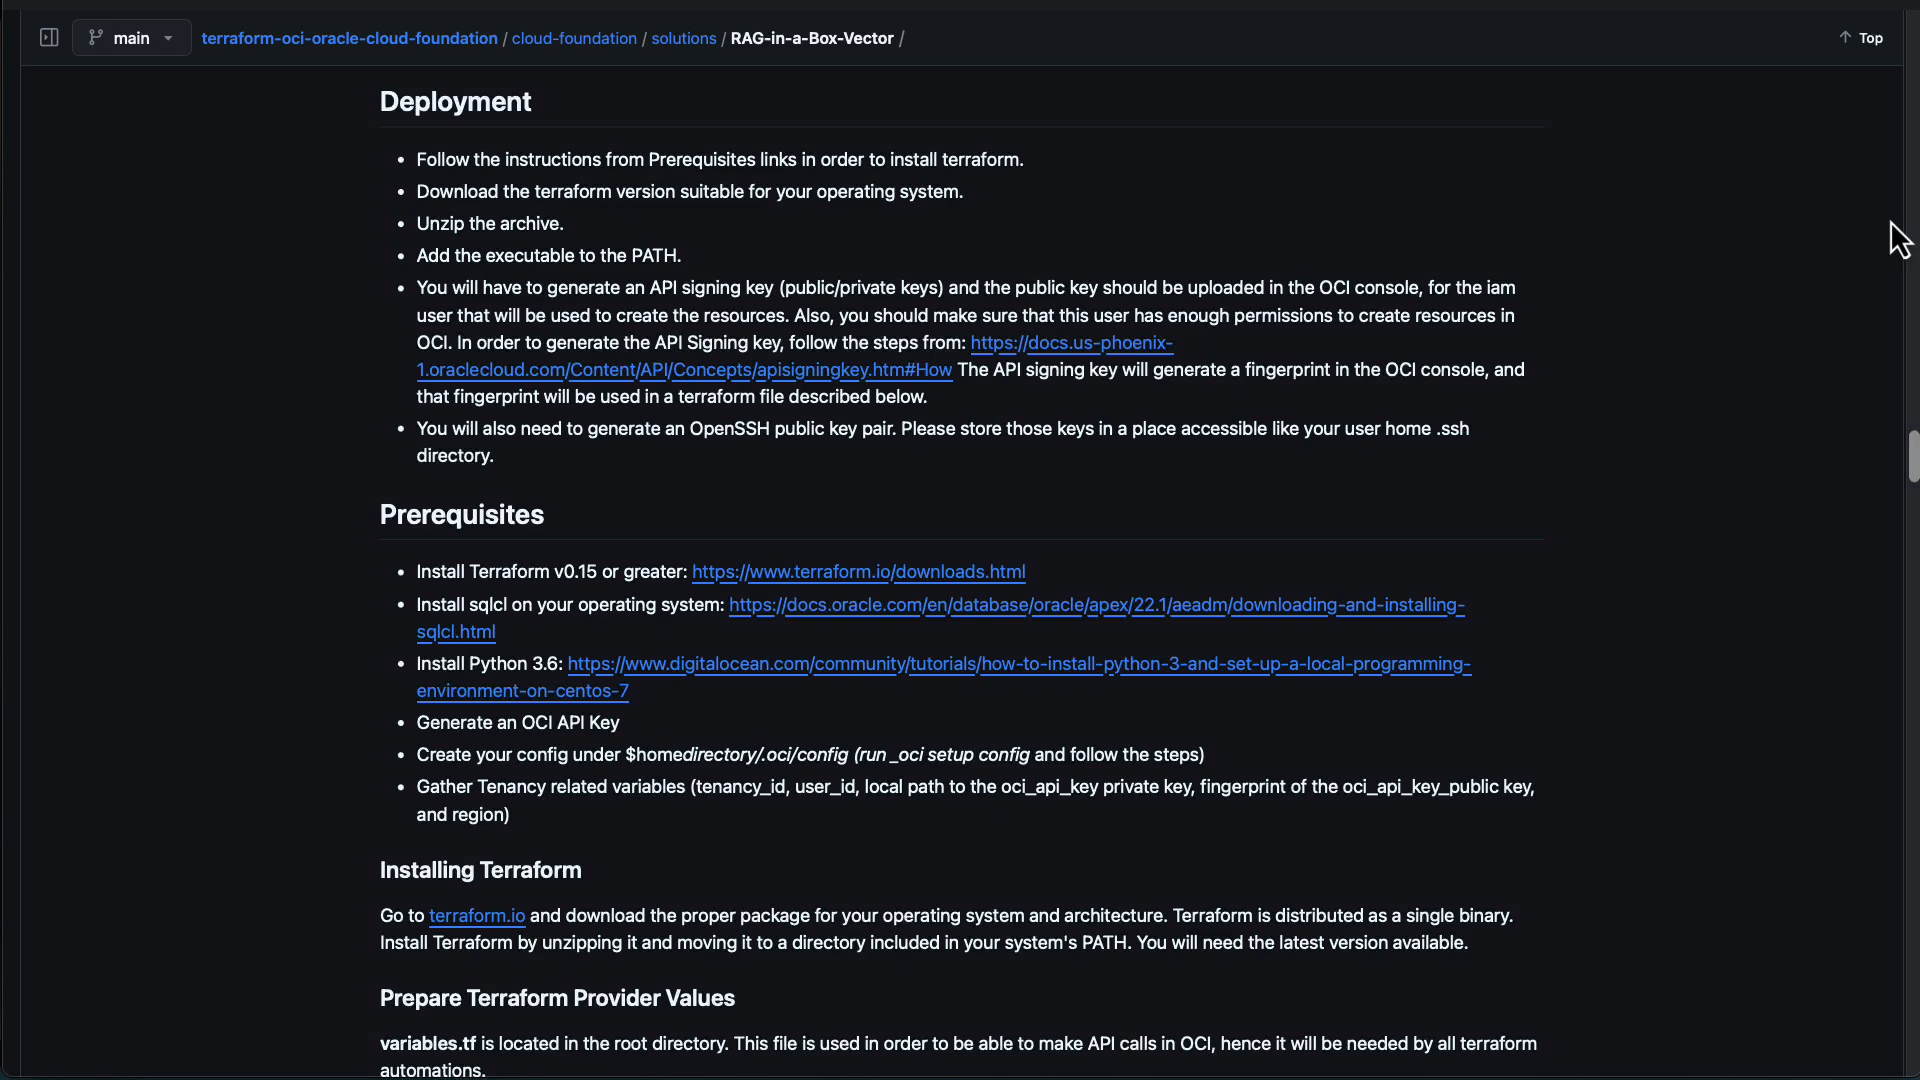 main
terraform-oci-oracle-cloud-foundation / cloud-foundation / solutions / RAG-in-a-Box-Vector /
Top
Deployment
• Follow the instructions from Prerequisites links in order to install terraform.
• Download the terraform version suitable for your operating system.
• Unzip the archive.
• Add the executable to the PATH.
• You will have to generate an API signing key (public/private keys) and the public key should be uploaded in the OCI console, for the iam
user that will be used to create the resources. Also, you should make sure that this user has enough permissions to create resources in
OCI. In order to generate the API Signing key, follow the steps from: https://docs.us-phoenix-
1.oraclecloud.com/Content/API/Concepts/apisigningkey.htm#How The API signing key will generate a fingerprint in the OCI console, and
that fingerprint will be used in a terraform file described below.
• You will also need to generate an OpenSSH public key pair. Please store those keys in a place accessible like your user home .ssh
directory.
Prerequisites
• Install Terraform v0.15 or greater: https://www.terraform.io/downloads.html
• Install sqlcl on your operating system: https://docs.oracle.com/en/database/oracle/apex/22.1/aeadm/downloading-and-installing-
sqlcl.html
• Install Python 3.6: https://www.digitalocean.com/community/tutorials/how-to-install-python-3-and-set-up-a-local-programming-
environment-on-centos-7
• Generate an OCI API Key
• Create your config under $homedirectory/.oci/config (run _oci setup config and follow the steps)
• Gather Tenancy related variables (tenancy_id, user_id, local path to the oci_api_key private key, fingerprint of the oci_api_key_public key,
and region)
Installing Terraform
Go to terraform.io and download the proper package for your operating system and architecture. Terraform is distributed as a single binary.
Install Terraform by unzipping it and moving it to a directory included in your system's PATH. You will need the latest version available.
Prepare Terraform Provider Values
variables.tf is located in the root directory. This file is used in order to be able to make API calls in OCI, hence it will be needed by all terraform
automations.